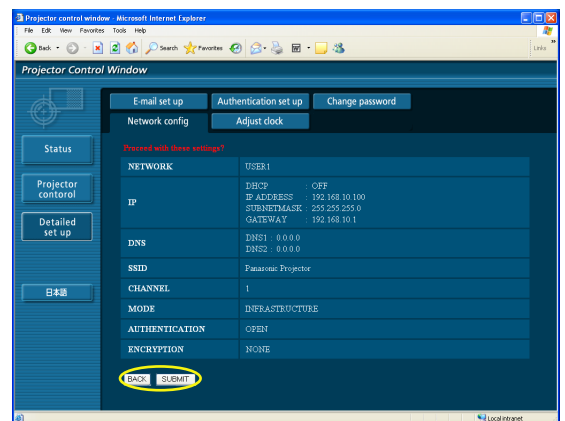 Projector control window - Microsoft Internet Explorer
File Edit View Favorites Tools Help
Back Search Favorites Links »
Projector Control Window
E-mail set up Authentication set up Change password
Network config Adjust clock
Status
Projector contorol
Detailed set up
日本語
Proceed with these settings?
NETWORK USER1
IP
DHCP : OFF
IP ADDRESS : 192.168.10.100
SUBNETMASK : 255.255.255.0
GATEWAY : 192.168.10.1
DNS
DNS1 : 0.0.0.0
DNS2 : 0.0.0.0
SSID Panasonic Projector
CHANNEL 1
MODE INFRASTRUCTURE
AUTHENTICATION OPEN
ENCRYPTION NONE
BACK SUBMIT
Local intranet